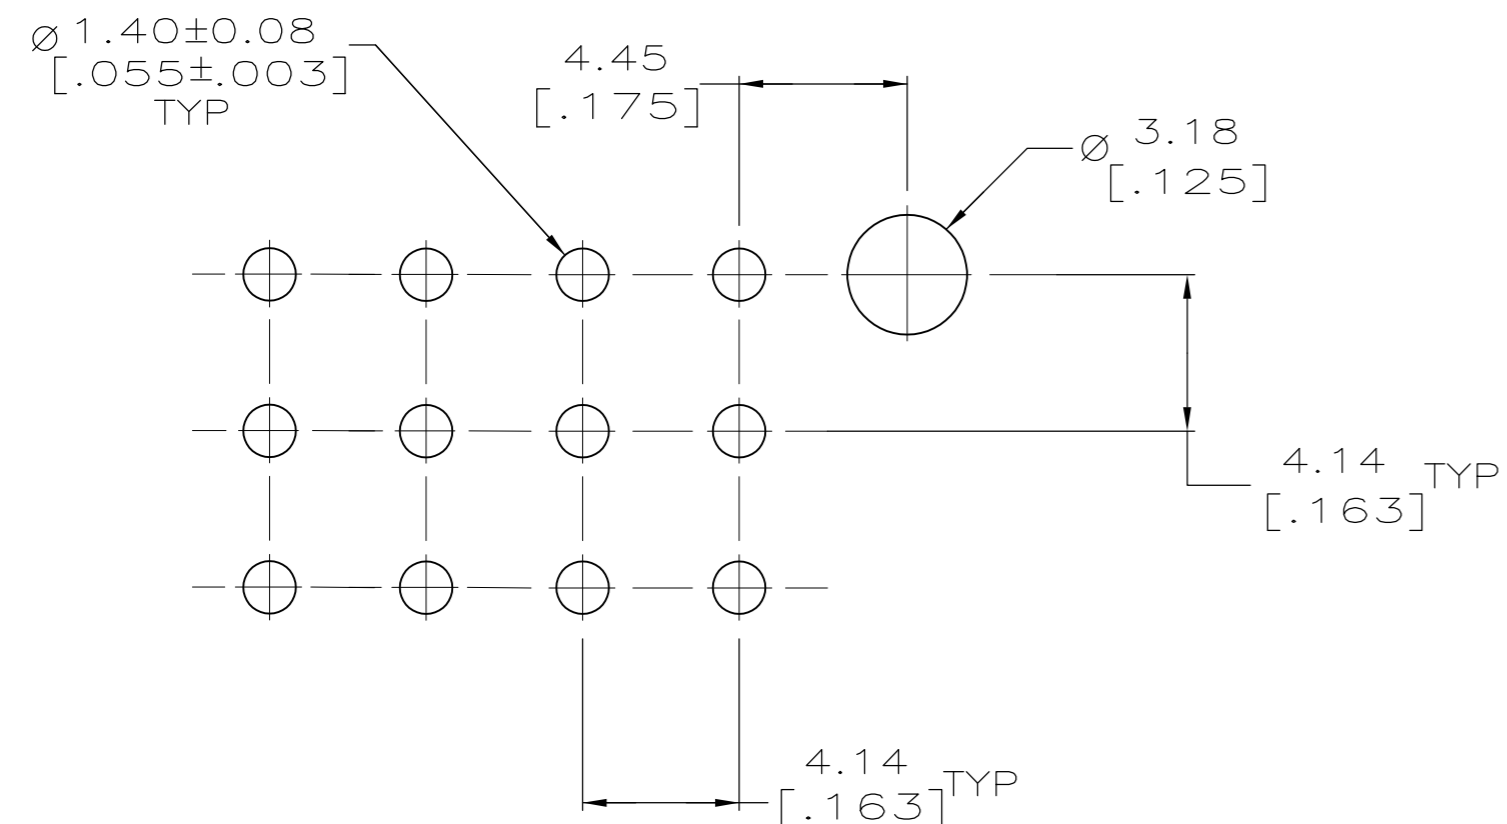 ⌀ 1.40±0.08
[.055±.003]
TYP
4.45
[.175]
⌀ 3.18
[.125]
4.14 TYP
[.163]
4.14 TYP
[.163]